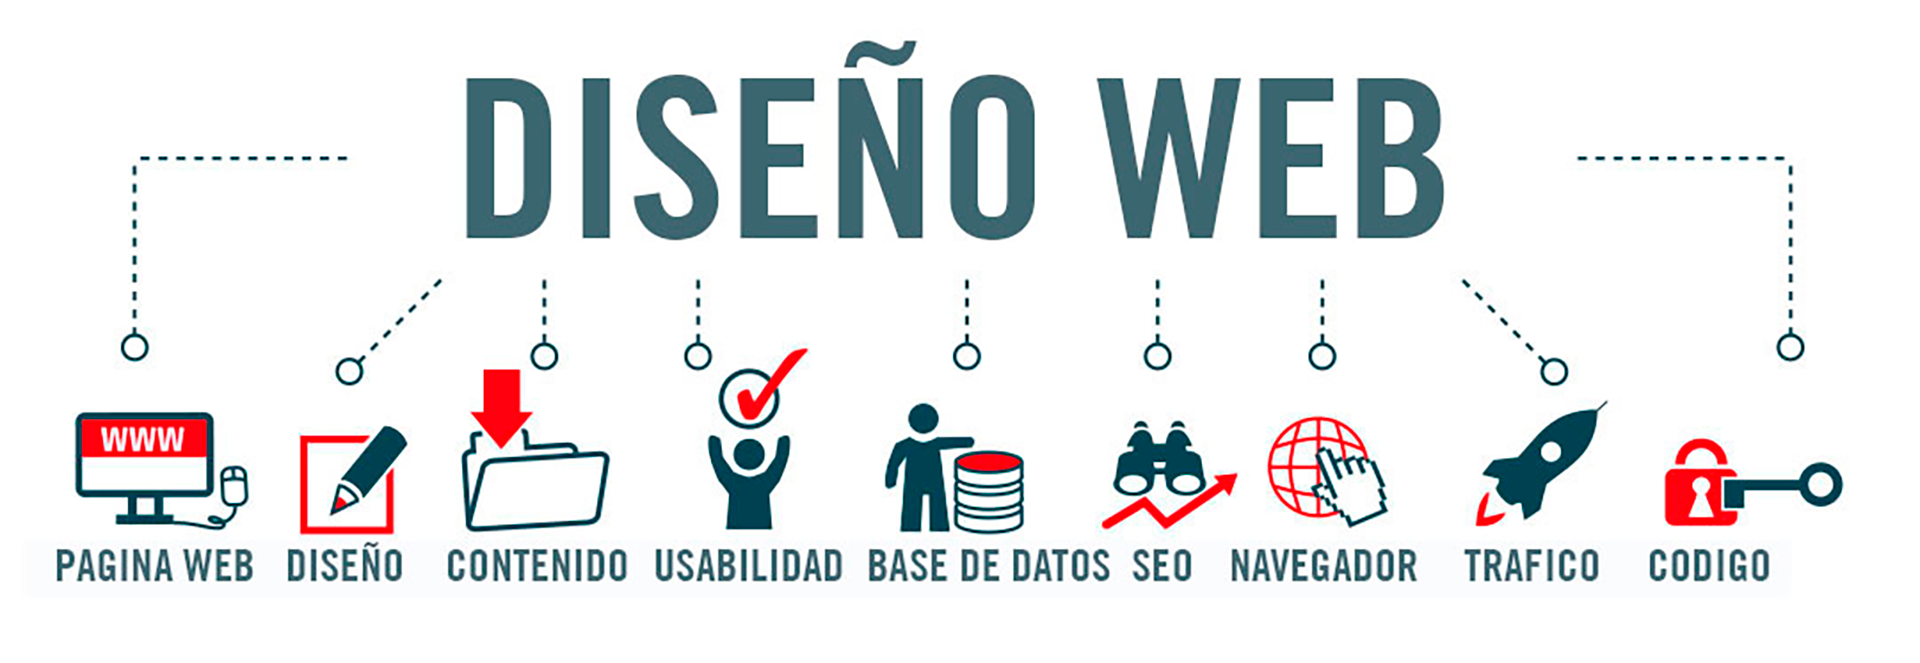 DISEÑO WEB
WWW
PAGINA WEB
DISEÑO
CONTENIDO
USABILIDAD
BASE DE DATOS
SEO
NAVEGADOR
TRAFICO
CODIGO